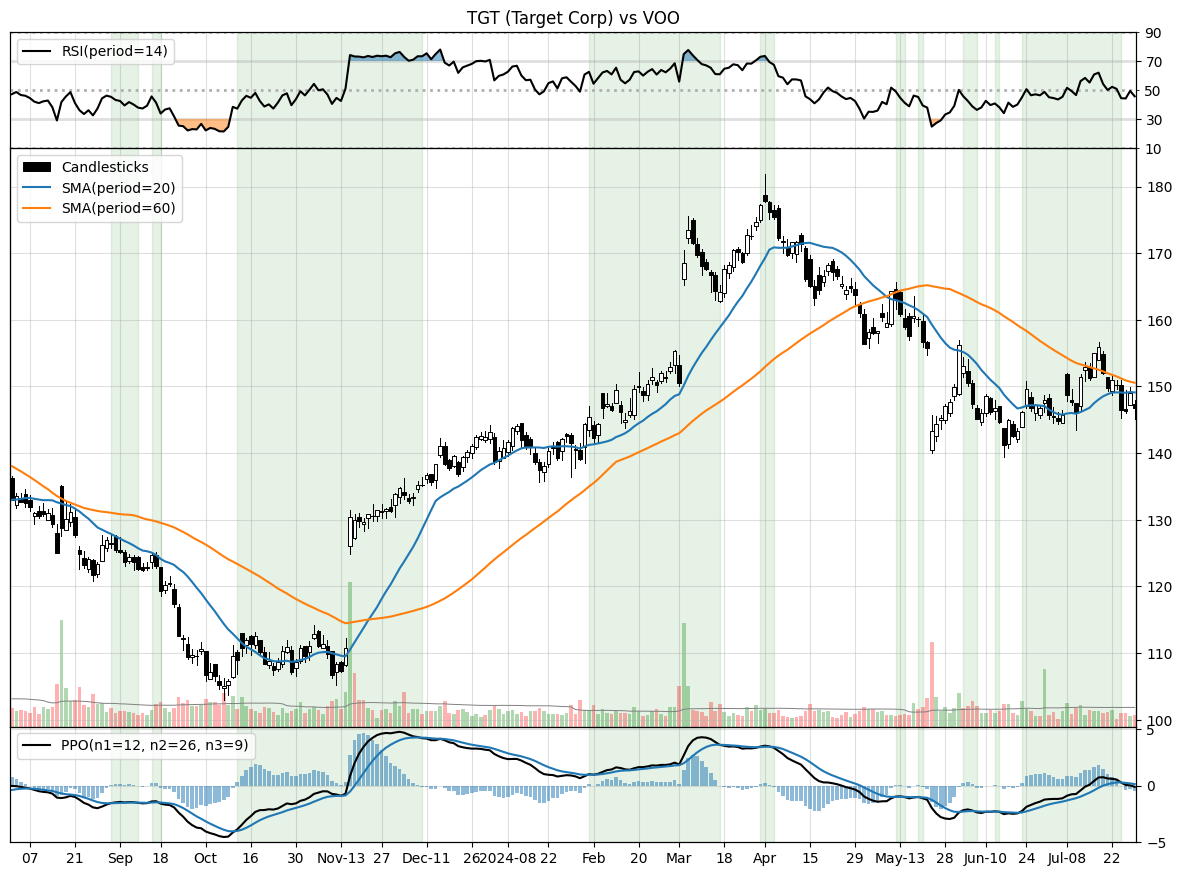 TGT (Target Corp) vs VOO
RSI(period=14)
90
70
50
30
10
Candlesticks
SMA(period=20)
SMA(period=60)
180
170
160
150
140
130
120
110
100
PPO(n1=12, n2=26, n3=9)
5
0
−5
07 21 Sep 18 Oct 16 30 Nov-13 27 Dec-11 26 2024-08 22 Feb 20 Mar 18 Apr 15 29 May-13 28 Jun-10 24 Jul-08 22